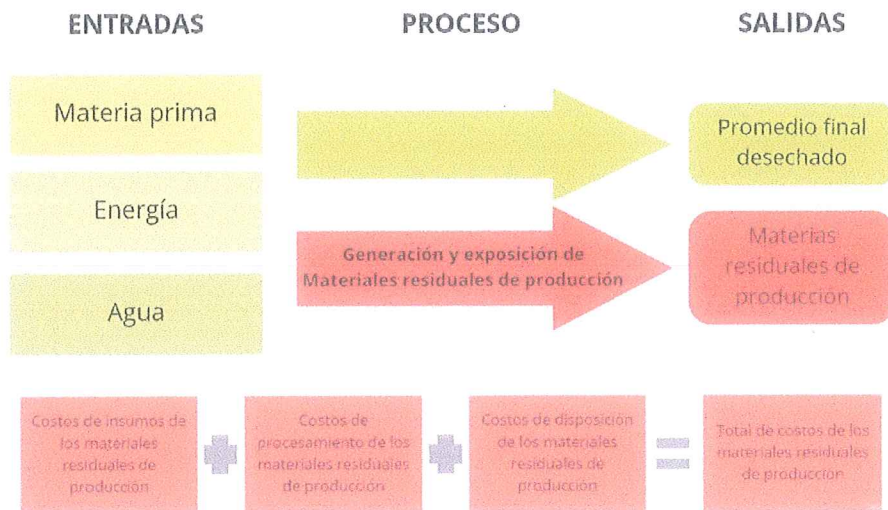 ENTRADAS
PROCESO
SALIDAS
Materia prima
Energía
Agua
Generación y exposición de
Materiales residuales de producción
Promedio final
desechado
Materias
residuales de
producción
Costos de insumos de
los materiales
residuales de
producción
Costos de
procesamiento de los
materiales residuales
de producción
Costos de disposición
de los materiales
residuales de
producción
Total de costos de los
materiales residuales
de producción